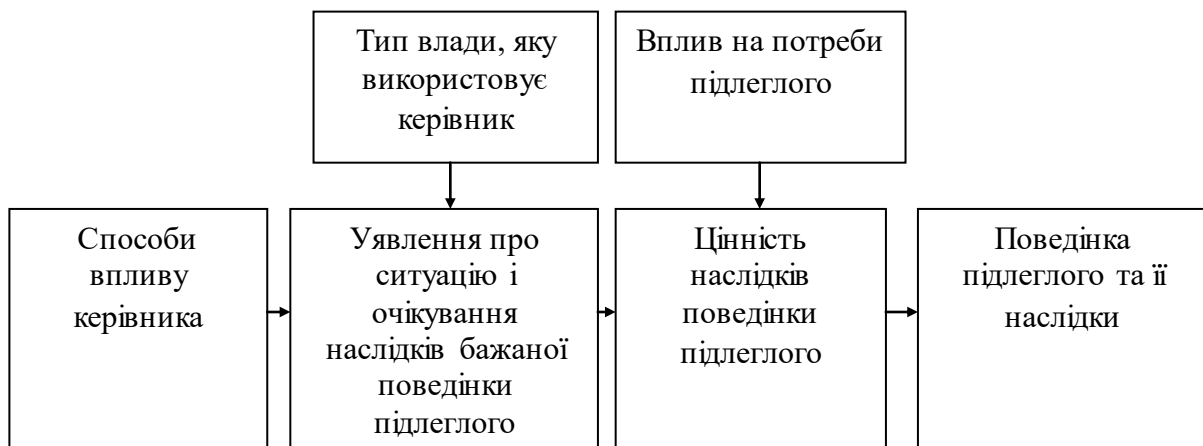 Тип влади, яку
використовує
керівник
Вплив на потреби
підлеглого
Способи
впливу
керівника
Уявлення про
ситуацію і
очікування
наслідків бажаної
поведінки
підлеглого
Цінність
наслідків
поведінки
підлеглого
Поведінка
підлеглого та її
наслідки